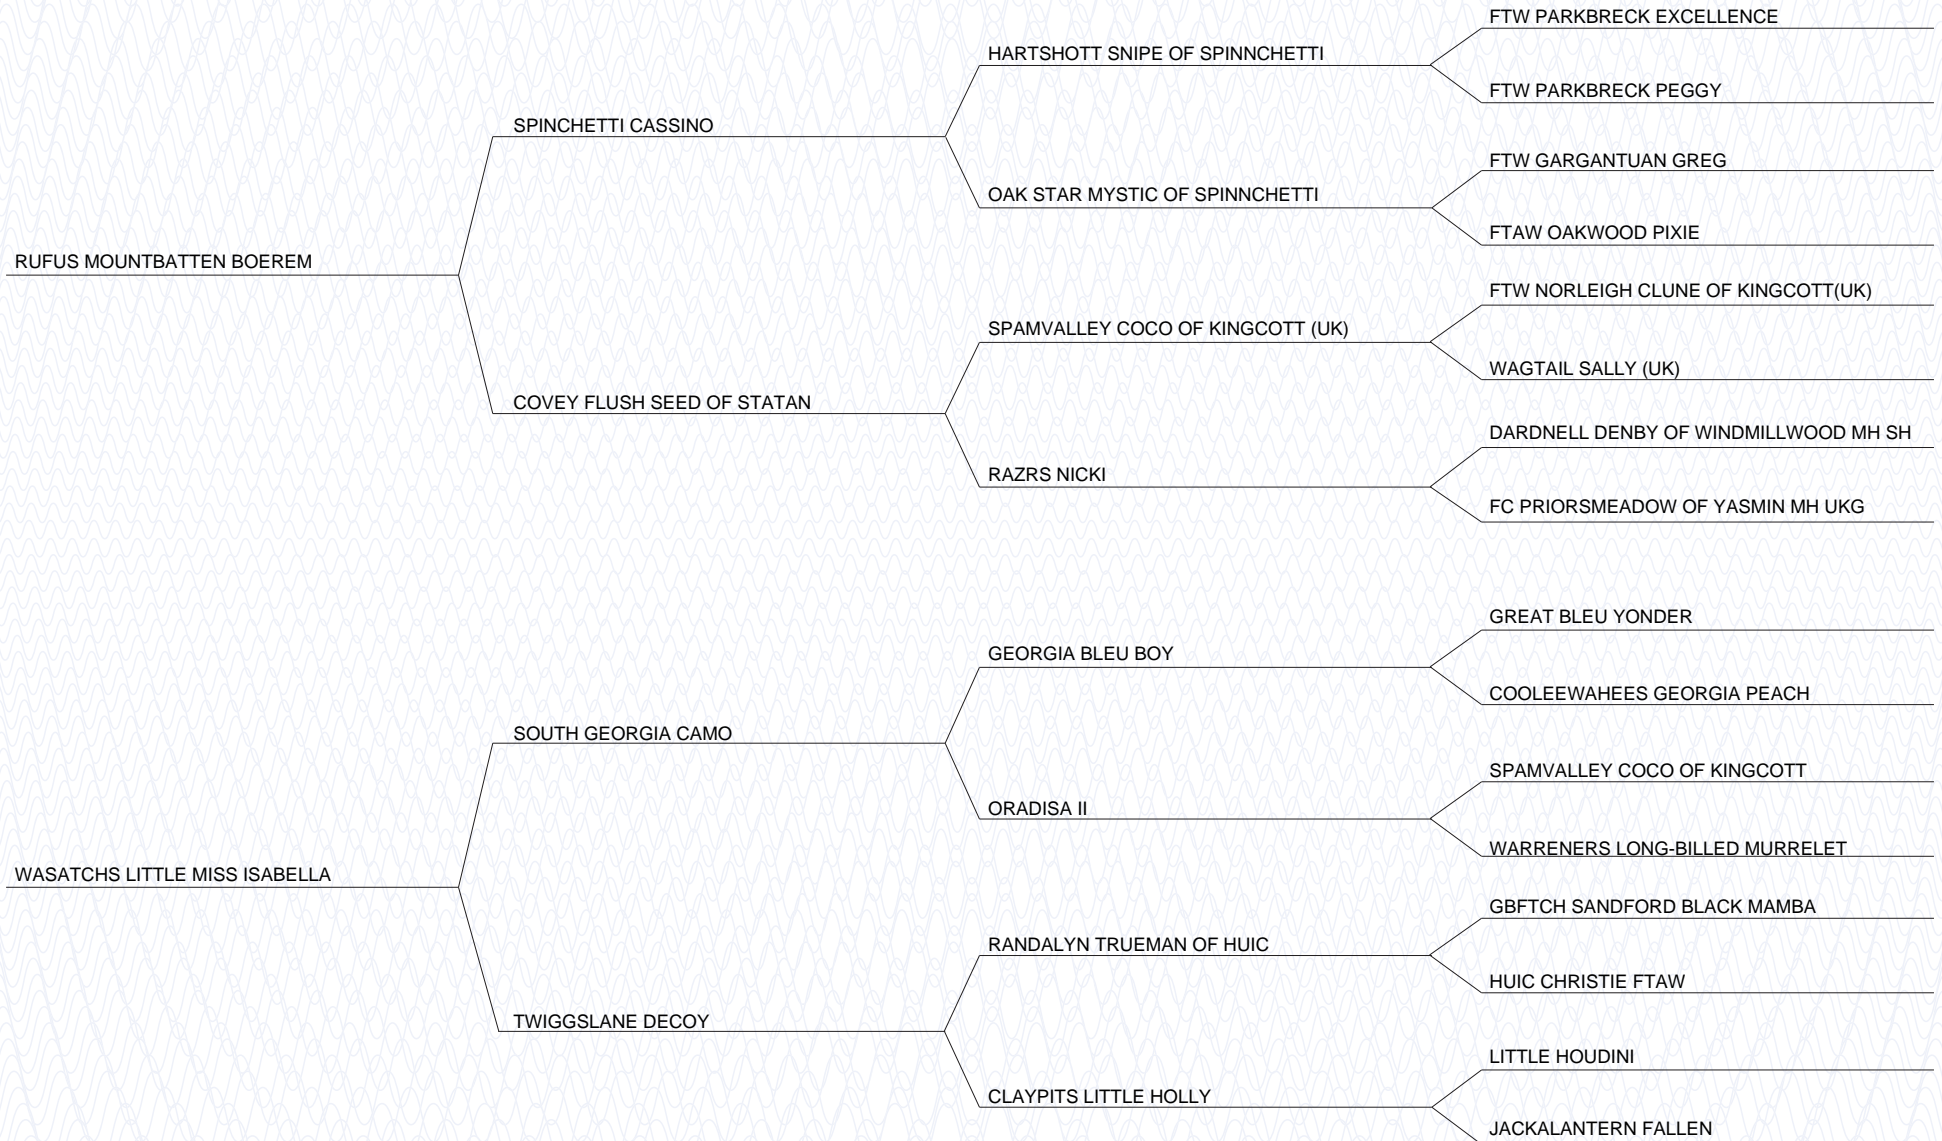 FTW PARKBRECK EXCELLENCE
HARTSHOTT SNIPE OF SPINNCHETTI
FTW PARKBRECK PEGGY
SPINCHETTI CASSINO
FTW GARGANTUAN GREG
OAK STAR MYSTIC OF SPINNCHETTI
FTAW OAKWOOD PIXIE
RUFUS MOUNTBATTEN BOEREM
FTW NORLEIGH CLUNE OF KINGCOTT(UK)
SPAMVALLEY COCO OF KINGCOTT (UK)
WAGTAIL SALLY (UK)
COVEY FLUSH SEED OF STATAN
DARDNELL DENBY OF WINDMILLWOOD MH SH
RAZRS NICKI
FC PRIORSMEADOW OF YASMIN MH UKG
GREAT BLEU YONDER
GEORGIA BLEU BOY
COOLEEWAHEES GEORGIA PEACH
SOUTH GEORGIA CAMO
SPAMVALLEY COCO OF KINGCOTT
ORADISA II
WARRENERS LONG-BILLED MURRELET
WASATCHS LITTLE MISS ISABELLA
GBFTCH SANDFORD BLACK MAMBA
RANDALYN TRUEMAN OF HUIC
HUIC CHRISTIE FTAW
TWIGGSLANE DECOY
LITTLE HOUDINI
CLAYPITS LITTLE HOLLY
JACKALANTERN FALLEN